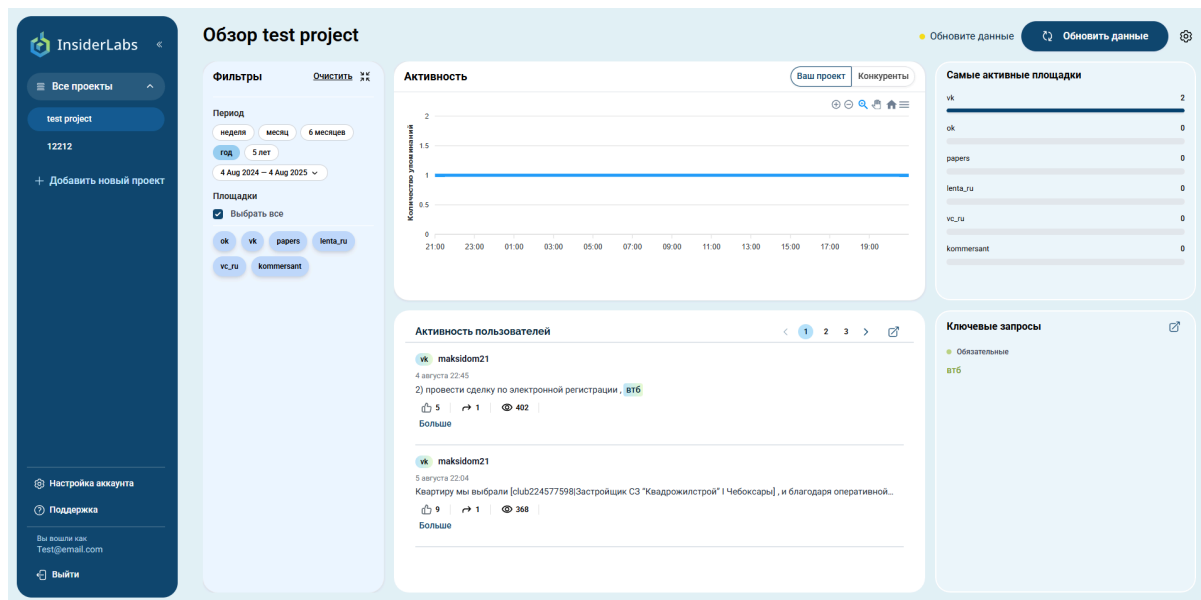 InsiderLabs
Все проекты
test project
12212
Добавить новый проект
Настройка аккаунта
Поддержка
Вы вошли как
Test@email.com
Выйти
Обзор test project
Обновите данные
Обновить данные
Фильтры
Очистить
Период
неделя месяц 6 месяцев
год 5 лет
4 Aug 2024 — 4 Aug 2025
Площадки
Выбрать все
ok vk papers lenta_ru
vc_ru kommersant
Активность
Ваш проект Конкуренты
Количество упоминаний
2
1.5
1
0.5
0
21:00 23:00 01:00 03:00 05:00 07:00 09:00 11:00 13:00 15:00 17:00 19:00
Активность пользователей
1 2 3
vk maksidom21
4 августа 22:45
2) провести сделку по электронной регистрации , втб
5 1 402
Больше
vk maksidom21
5 августа 22:04
Квартиру мы выбрали [club224577598|Застройщик СЗ "Квадрожилстрой" I Чебоксары] , и благодаря оперативной...
9 1 368
Больше
Самые активные площадки
vk 2
ok 0
papers 0
lenta_ru 0
vc_ru 0
kommersant 0
Ключевые запросы
Обязательные
втб